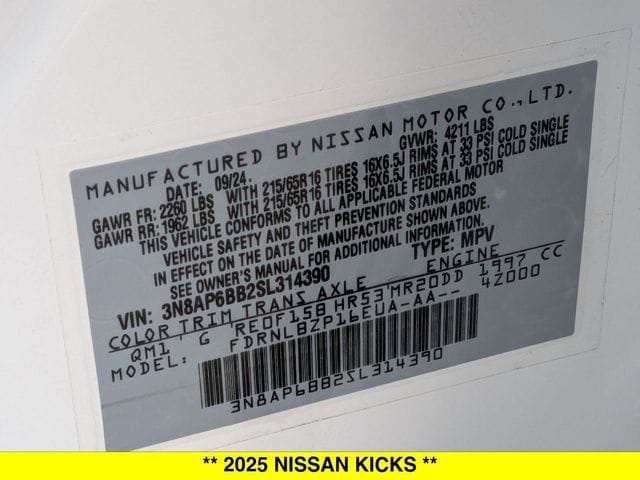 MANUFACTURED BY NISSAN MOTOR CO., LTD.
DATE: 09/24. GVWR: 4211 LBS
GAWR FR: 2260 LBS WITH 215/65R16 TIRES 16X6.5J RIMS AT 33 PSI COLD SINGLE
GAWR RR: 1962 LBS WITH 215/65R16 TIRES 16X6.5J RIMS AT 33 PSI COLD SINGLE
THIS VEHICLE CONFORMS TO ALL APPLICABLE FEDERAL MOTOR
VEHICLE SAFETY AND THEFT PREVENTION STANDARDS
IN EFFECT ON THE DATE OF MANUFACTURE SHOWN ABOVE.
SEE OWNER'S MANUAL FOR ADDITIONAL INFORMATION.
VIN: 3N8AP6BB2SL314390 TYPE: MPV
COLOR TRIM TRANS AXLE ENGINE
QM1 G RE0F15B HR53 MR20DD 1997 CC
MODEL: FDRNLBZP16EUA-AA-- 4Z000
3N8AP6BB2SL314390
** 2025 NISSAN KICKS **